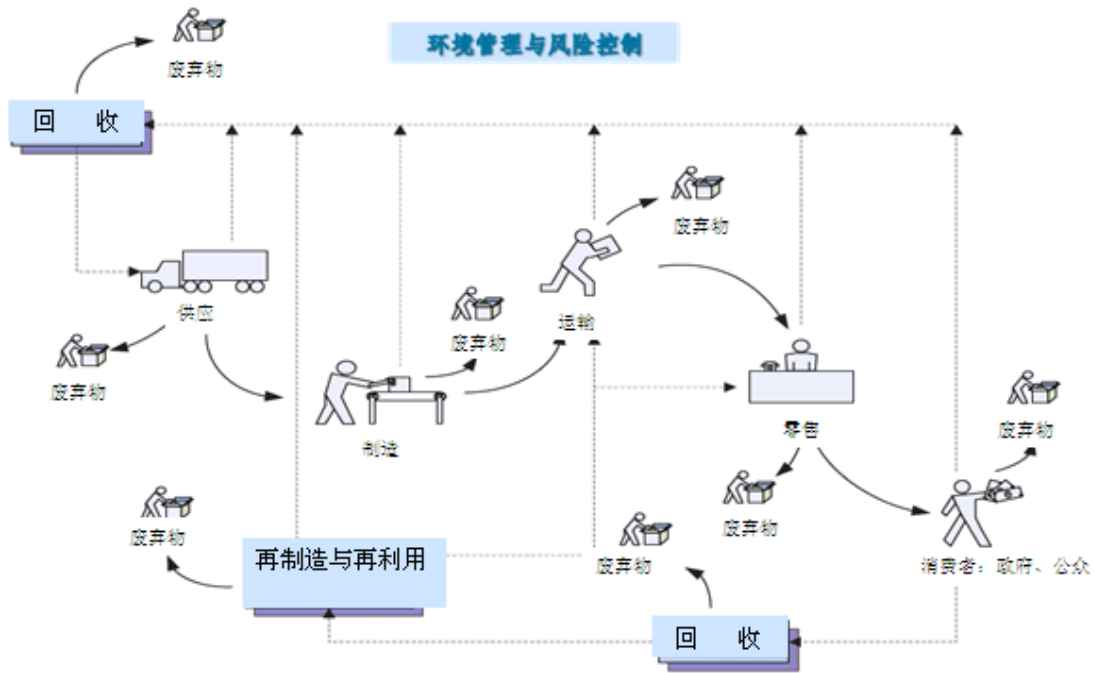 环境管理与风险控制
废弃物
回 收
废弃物
供应
运输
废弃物
废弃物
制造
零售
废弃物
废弃物
废弃物
废弃物
再制造与再利用
消费者：政府、公众
回 收